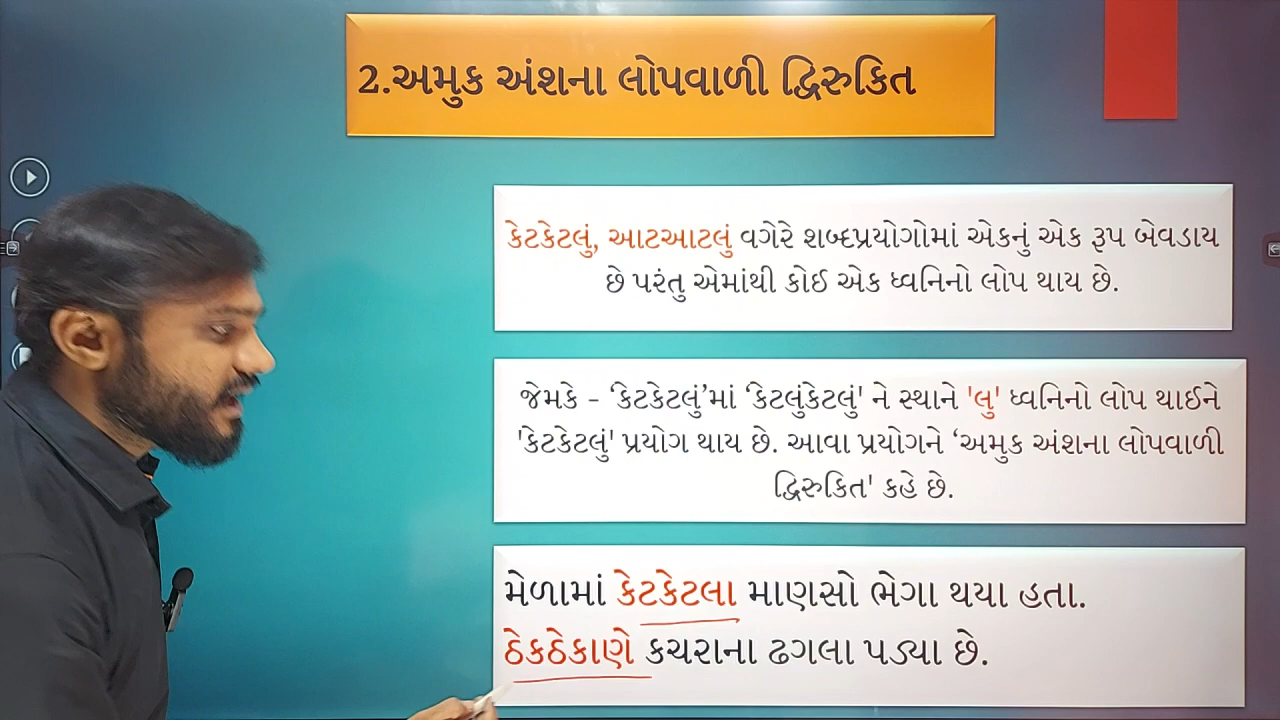 2.અમુક અંશના લોપવાળી દ્વિરુકિત
કેટકેટલું, આટઆટલું વગેરે શબ્દપ્રયોગોમાં એકનું એક રૂપ બેવડાય
છે પરંતુ એમાંથી કોઈ એક ધ્વનિનો લોપ થાય છે.
જેમકે - ‘કેટકેટલું’માં ‘કેટલુંકેટલું' ને સ્થાને 'લુ' ધ્વનિનો લોપ થાઈને
'કેટકેટલું' પ્રયોગ થાય છે. આવા પ્રયોગને ‘અમુક અંશના લોપવાળી
દ્વિરુકિત' કહે છે.
મેળામાં કેટકેટલા માણસો ભેગા થયા હતા.
ઠેકઠેકાણે કચરાના ઢગલા પડ્યા છે.